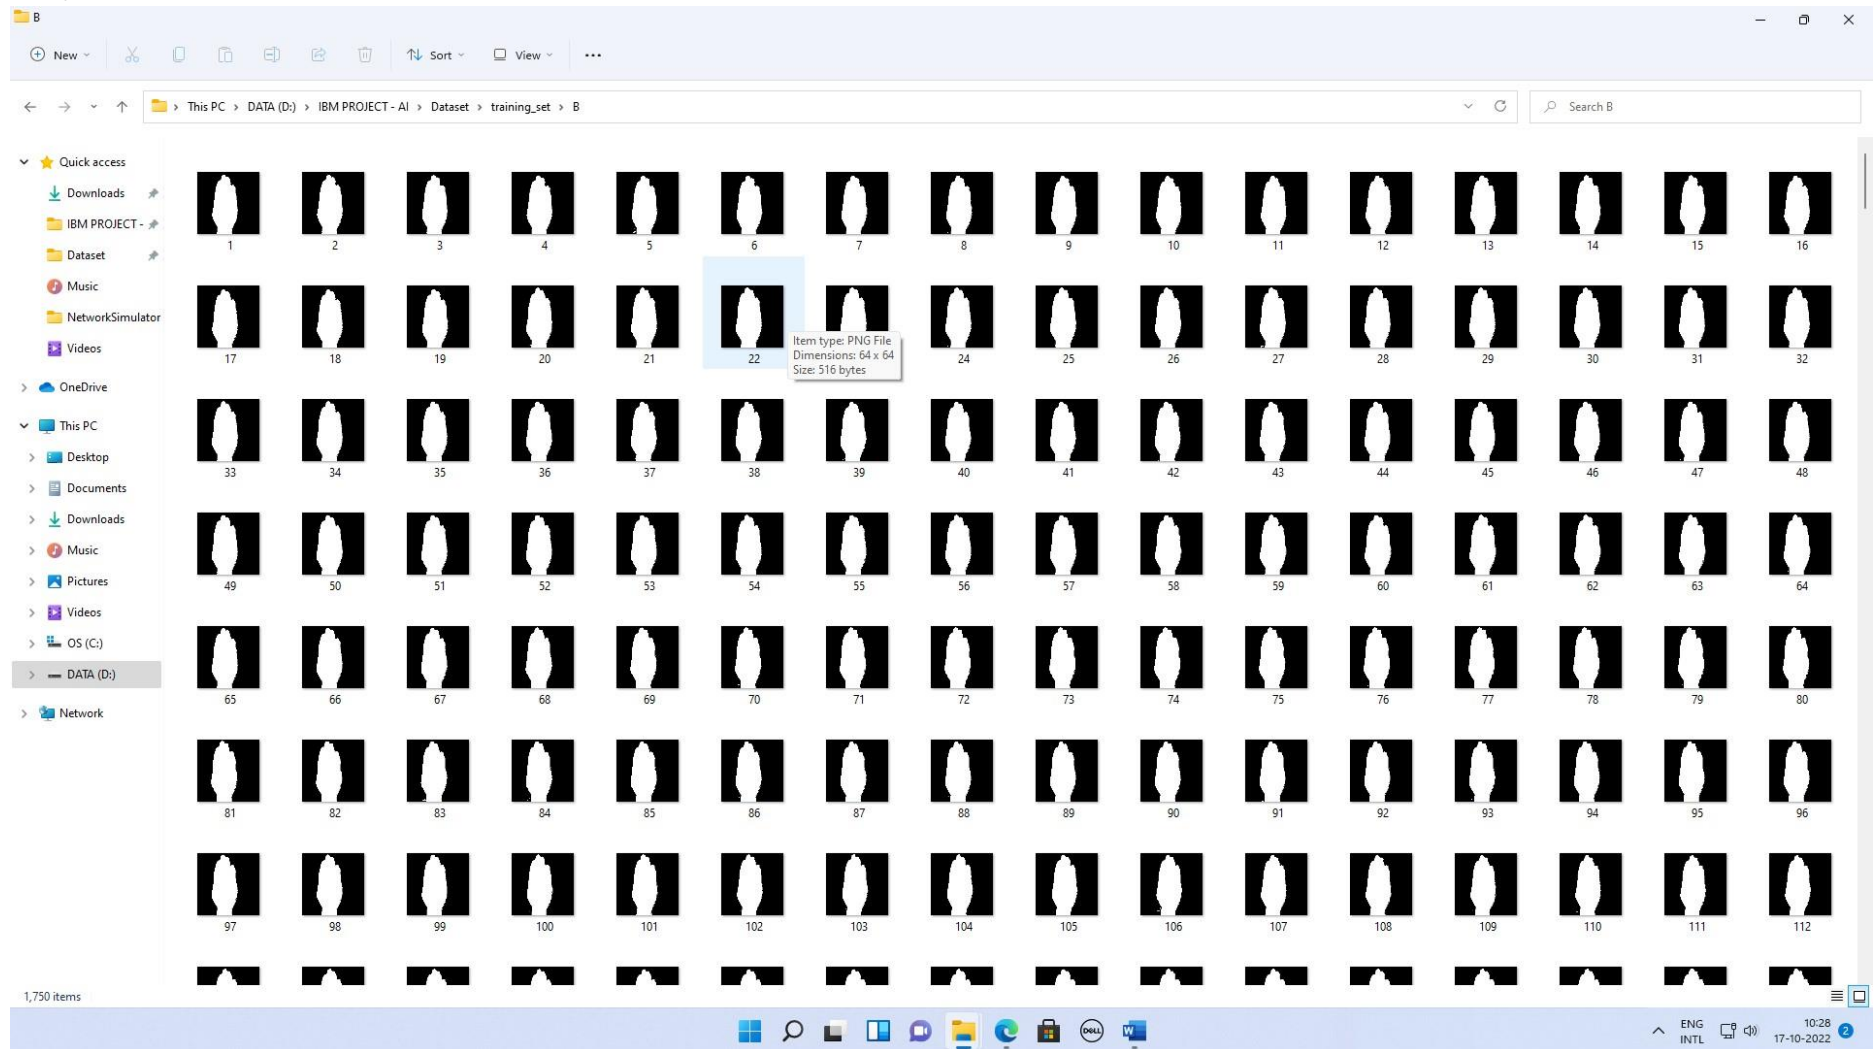 B
New Sort View ...
This PC > DATA (D:) > IBM PROJECT - AI > Dataset > training_set > B
Search B
Quick access
Downloads
IBM PROJECT -
Dataset
Music
NetworkSimulator
Videos
OneDrive
This PC
Desktop
Documents
Downloads
Music
Pictures
Videos
OS (C:)
DATA (D:)
Network
1 2 3 4 5 6 7 8 9 10 11 12 13 14 15 16
17 18 19 20 21 22 24 25 26 27 28 29 30 31 32
Item type: PNG File
Dimensions: 64 x 64
Size: 516 bytes
33 34 35 36 37 38 39 40 41 42 43 44 45 46 47 48
49 50 51 52 53 54 55 56 57 58 59 60 61 62 63 64
65 66 67 68 69 70 71 72 73 74 75 76 77 78 79 80
81 82 83 84 85 86 87 88 89 90 91 92 93 94 95 96
97 98 99 100 101 102 103 104 105 106 107 108 109 110 111 112
1,750 items
DELL
ENG
INTL
10:28
17-10-2022
2